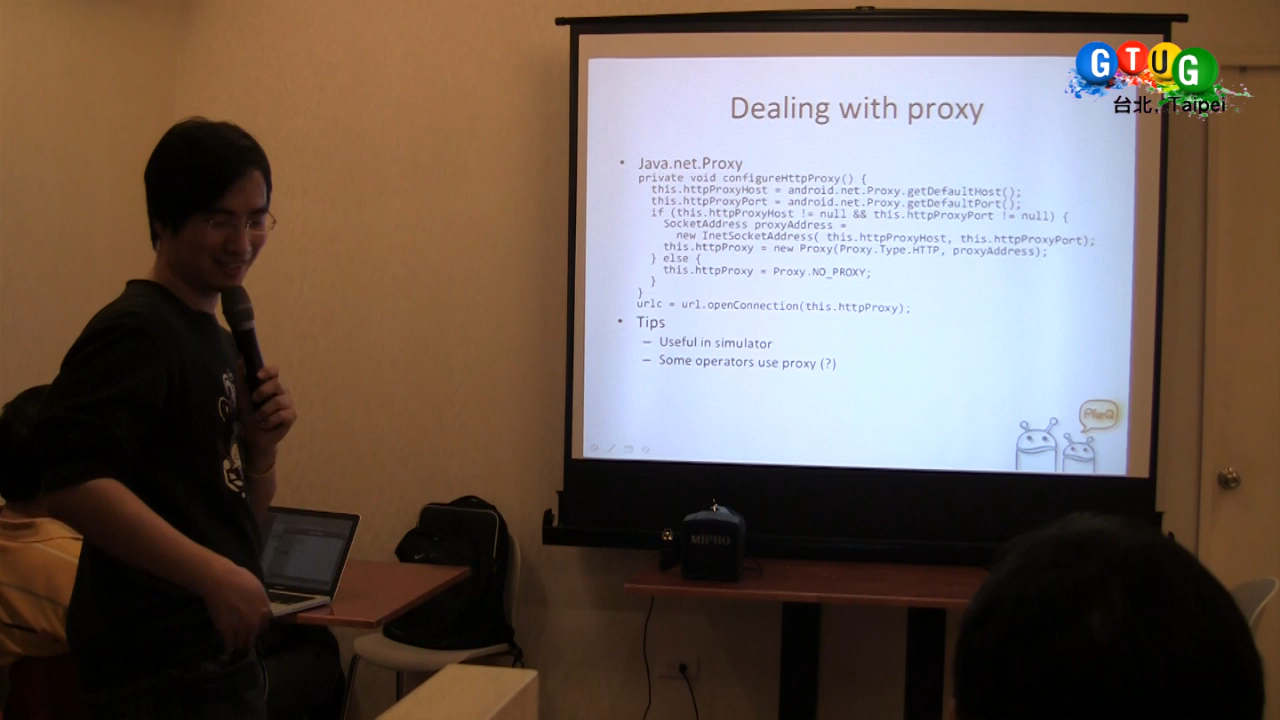 GTUG
台北, Taipei
Dealing with proxy
• Java.net.Proxy
private void configureHttpProxy() {
this.httpProxyHost = android.net.Proxy.getDefaultHost();
this.httpProxyPort = android.net.Proxy.getDefaultPort();
if (this.httpProxyHost != null && this.httpProxyPort != null) {
SocketAddress proxyAddress =
new InetSocketAddress( this.httpProxyHost, this.httpProxyPort);
this.httpProxy = new Proxy(Proxy.Type.HTTP, proxyAddress);
} else {
this.httpProxy = Proxy.NO_PROXY;
}
}
urlc = url.openConnection(this.httpProxy);
• Tips
– Useful in simulator
– Some operators use proxy (?)
MIPRO